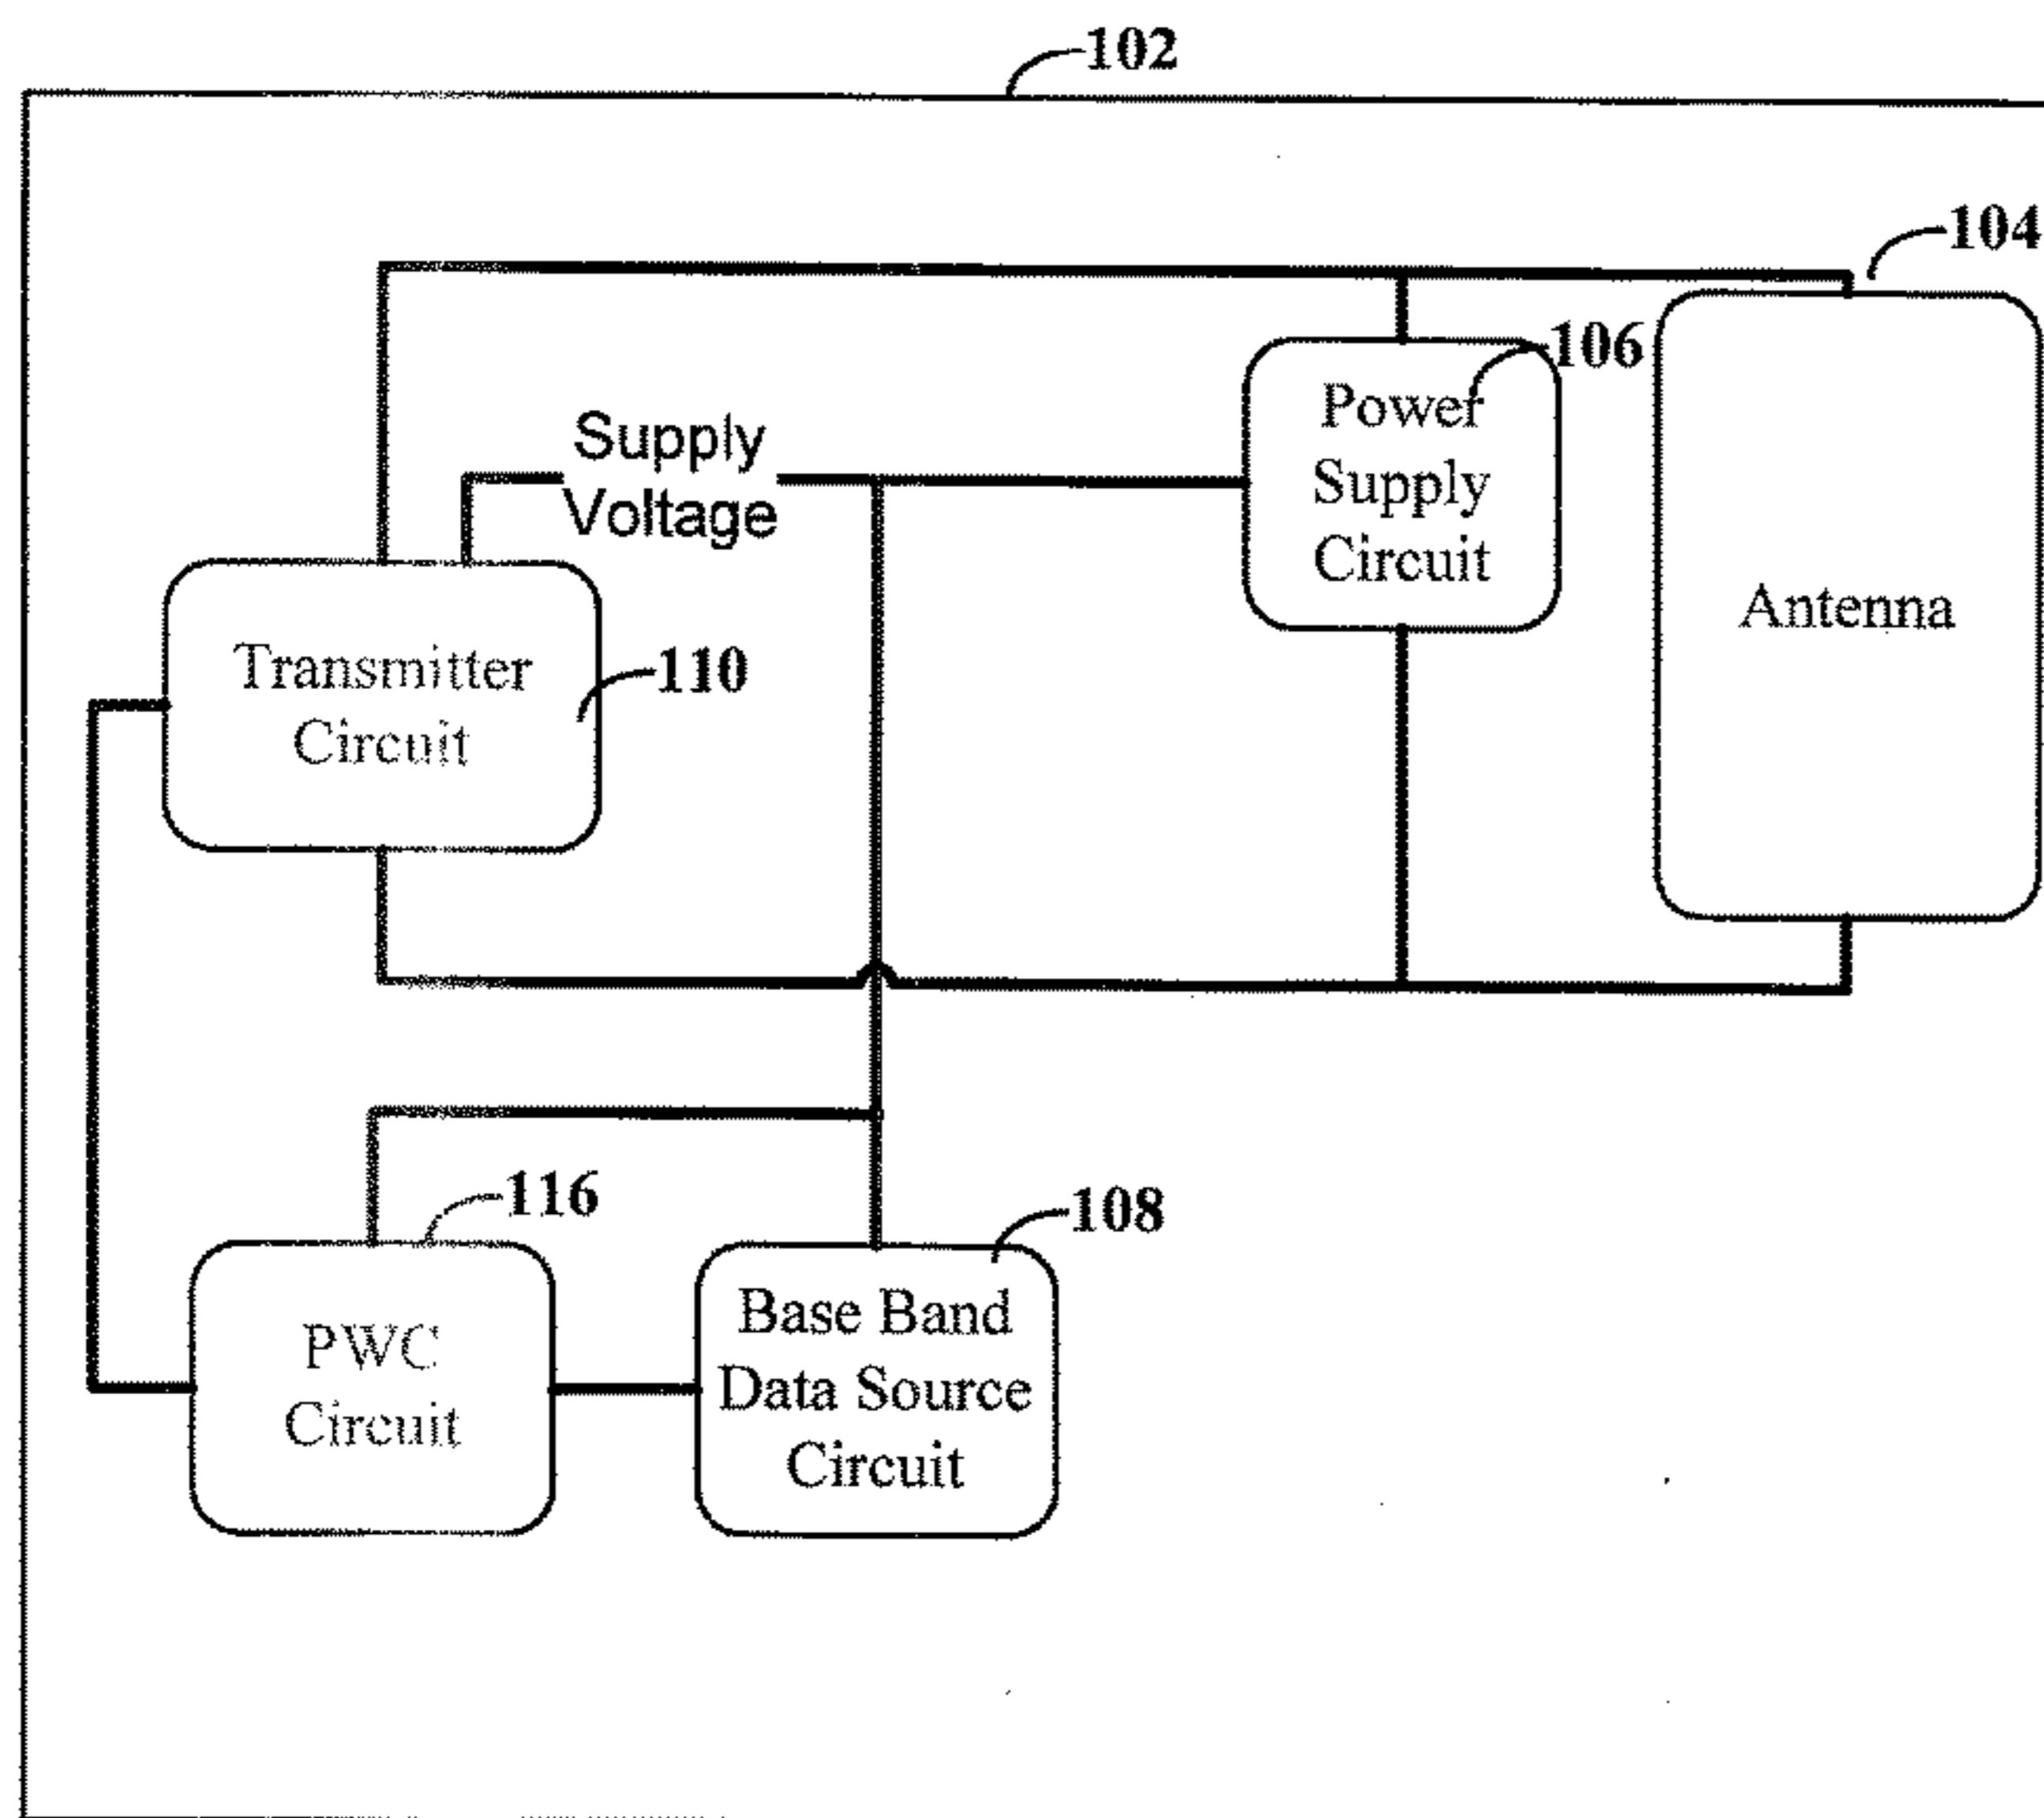 102
104
106
Power
Supply
Circuit
Supply
Voltage
Antenna
Transmitter
Circuit
110
116
108
PWC
Circuit
Base Band
Data Source
Circuit